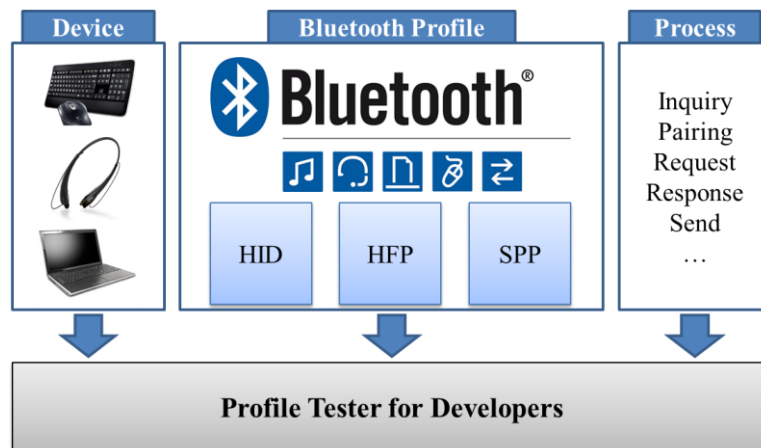 Device
Bluetooth Profile
Process
Bluetooth®
HID
HFP
SPP
Inquiry
Pairing
Request
Response
Send
…
Profile Tester for Developers